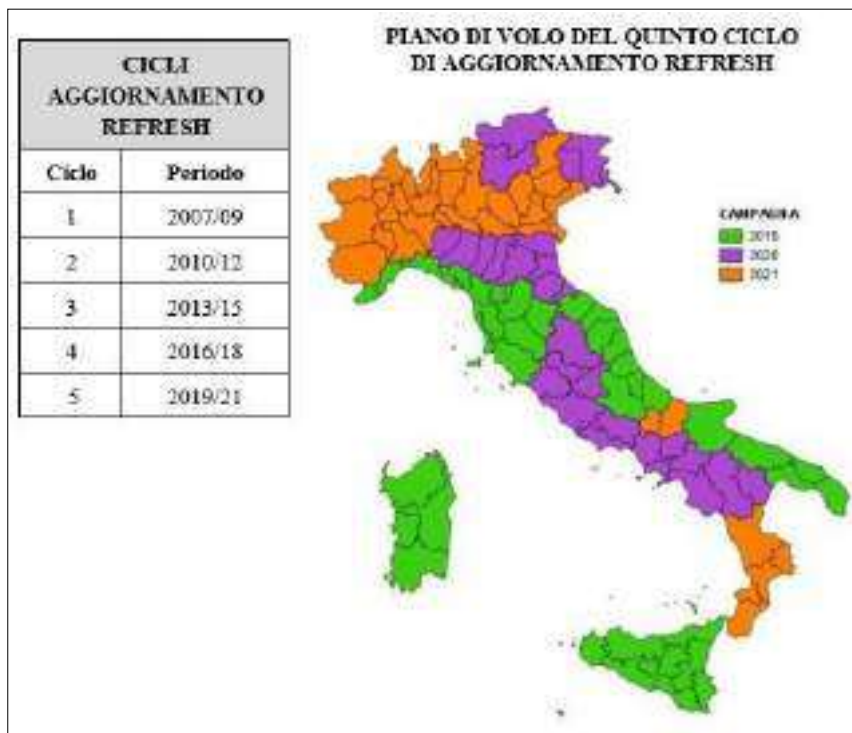 CICLI
AGGIORNAMENTO
REFRESH
Ciclo Periodo
1 2007/09
2 2010/12
3 2013/15
4 2016/18
5 2019/21
PIANO DI VOLO DEL QUINTO CICLO
DI AGGIORNAMENTO REFRESH
CAMPAGNA
2019
2020
2021